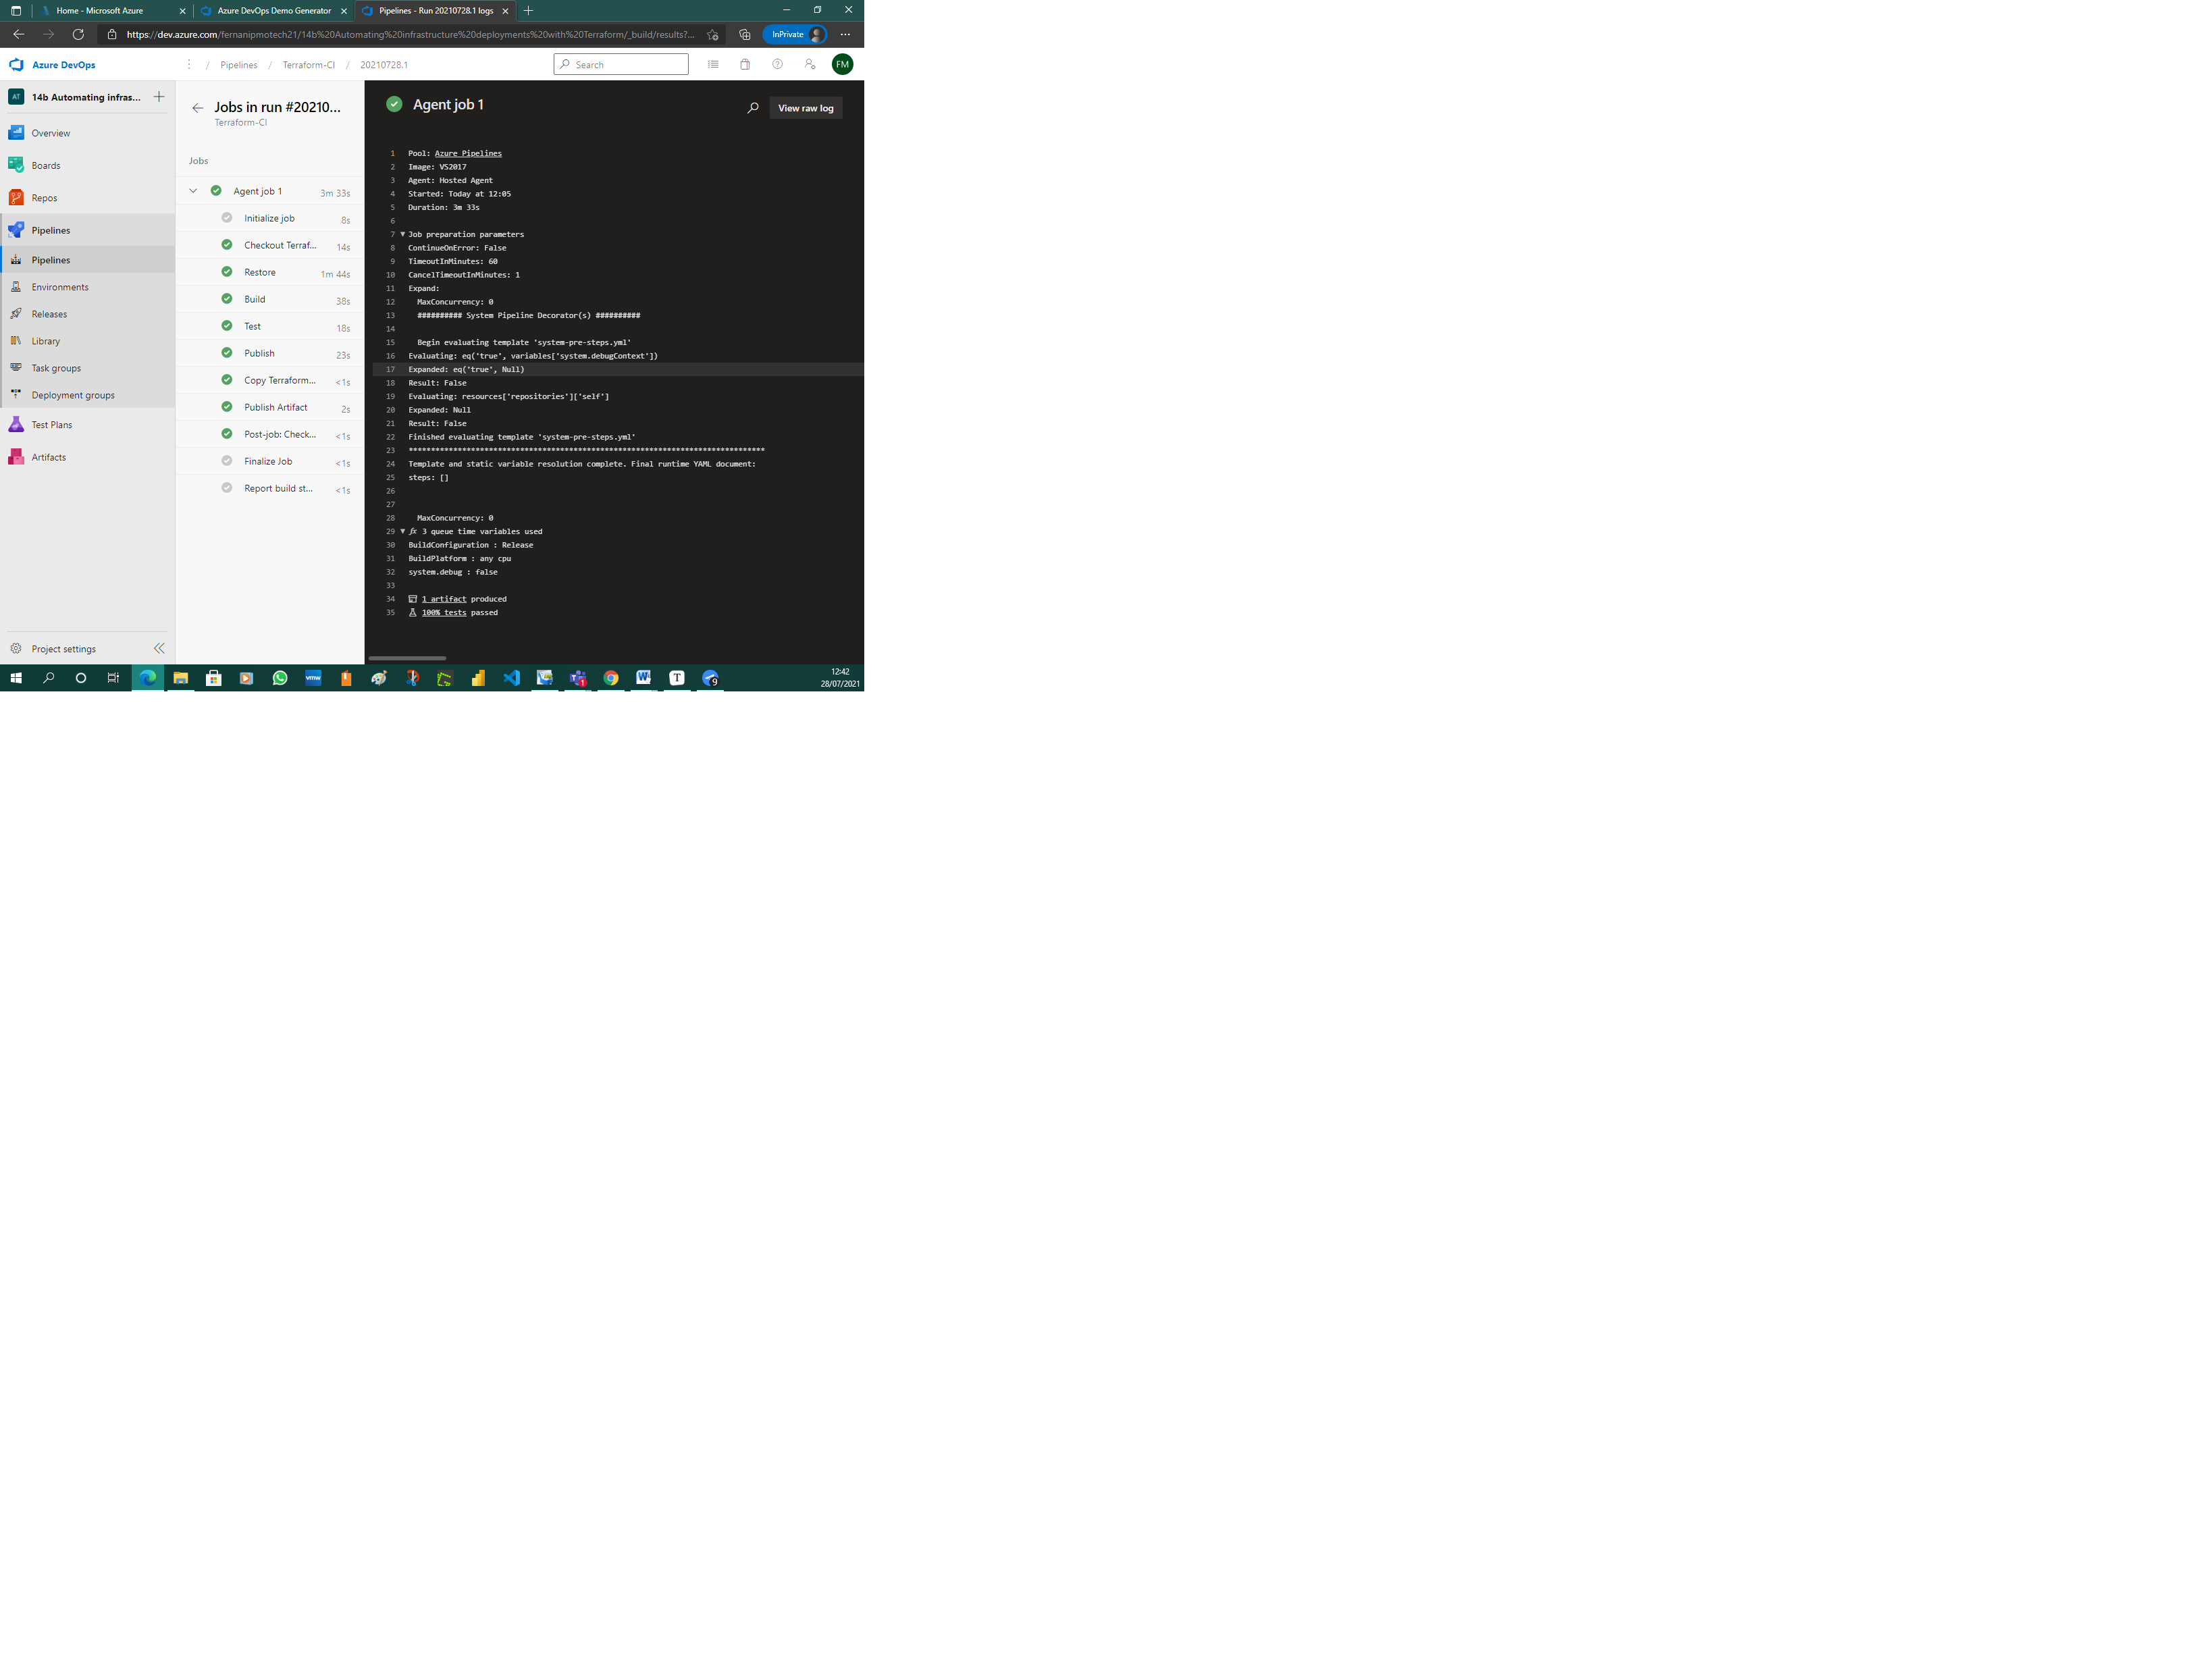 Home - Microsoft Azure
Azure DevOps Demo Generator
Pipelines - Run 20210728.1 logs
https://dev.azure.com/fernanipmotech21/14b%20Automating%20infrastructure%20deployments%20with%20Terraform/_build/results?...
InPrivate
Azure DevOps
/ Pipelines / Terraform-CI / 20210728.1
Search
FM
AT
14b Automating infras...
Overview
Boards
Repos
Pipelines
Pipelines
Environments
Releases
Library
Task groups
Deployment groups
Test Plans
Artifacts
Project settings
Jobs in run #20210...
Terraform-CI
Jobs
Agent job 1 3m 33s
Initialize job 8s
Checkout Terraf... 14s
Restore 1m 44s
Build 38s
Test 18s
Publish 23s
Copy Terraform... <1s
Publish Artifact 2s
Post-job: Check... <1s
Finalize Job <1s
Report build st... <1s
Agent job 1
View raw log
1 Pool: Azure Pipelines
2 Image: VS2017
3 Agent: Hosted Agent
4 Started: Today at 12:05
5 Duration: 3m 33s
6
7 Job preparation parameters
8 ContinueOnError: False
9 TimeoutInMinutes: 60
10 CancelTimeoutInMinutes: 1
11 Expand:
12 MaxConcurrency: 0
13 ########## System Pipeline Decorator(s) ##########
14
15 Begin evaluating template 'system-pre-steps.yml'
16 Evaluating: eq('true', variables['system.debugContext'])
17 Expanded: eq('true', Null)
18 Result: False
19 Evaluating: resources['repositories']['self']
20 Expanded: Null
21 Result: False
22 Finished evaluating template 'system-pre-steps.yml'
23 ********************************************************************************
24 Template and static variable resolution complete. Final runtime YAML document:
25 steps: []
26
27
28 MaxConcurrency: 0
29 fx 3 queue time variables used
30 BuildConfiguration : Release
31 BuildPlatform : any cpu
32 system.debug : false
33
34 1 artifact produced
35 100% tests passed
vmw
1
W
T
9
12:42
28/07/2021